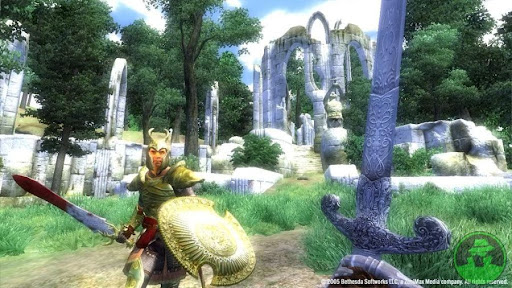 © 2005 Bethesda Softworks LLC, a ZeniMax Media company. All rights reserved.